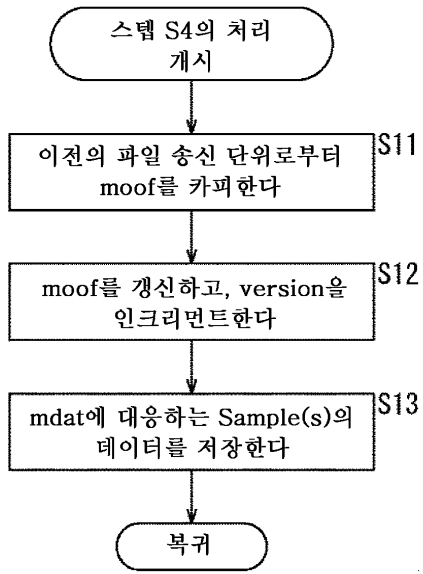 스텝 S4의 처리
개시
이전의 파일 송신 단위로부터
moof를 카피한다
S11
moof를 갱신하고, version을
인크리먼트한다
S12
mdat에 대응하는 Sample(s)의
데이터를 저장한다
S13
복귀